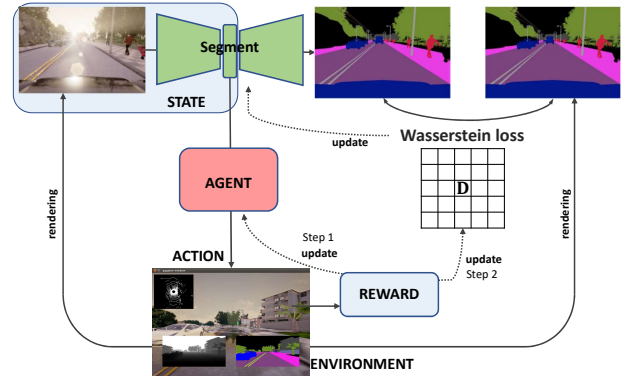 Segment
STATE
update
Wasserstein loss
D
AGENT
rendering
rendering
Step 1
update
update
Step 2
ACTION
REWARD
ENVIRONMENT